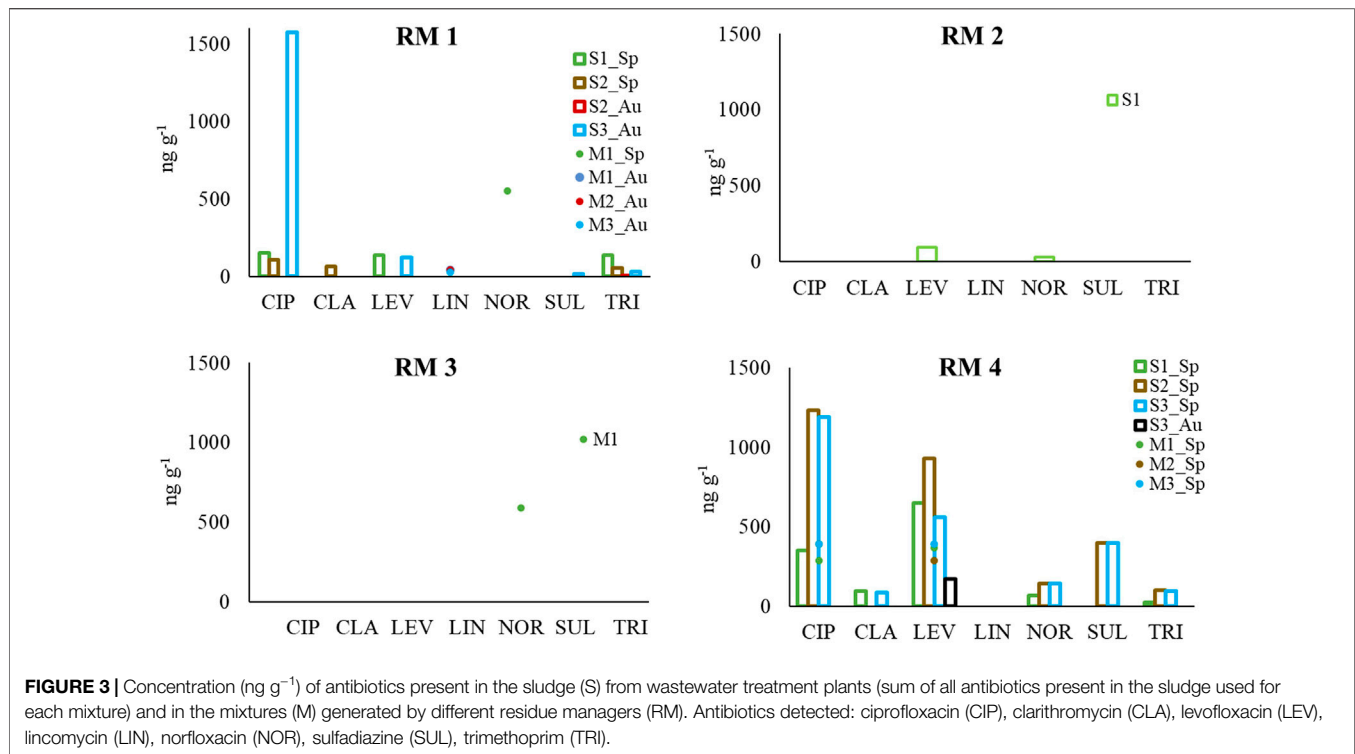 RM 1
1500
1000
500
0
ng g-1
S1_Sp
S2_Sp
S2_Au
S3_Au
M1_Sp
M1_Au
M2_Au
M3_Au
CIP CLA LEV LIN NOR SUL TRI
RM 2
1500
1000
500
0
ng g-1
S1
CIP CLA LEV LIN NOR SUL TRI
RM 3
1500
1000
500
0
ng g-1
M1
CIP CLA LEV LIN NOR SUL TRI
RM 4
1500
1000
500
0
ng g-1
S1_Sp
S2_Sp
S3_Sp
S3_Au
M1_Sp
M2_Sp
M3_Sp
CIP CLA LEV LIN NOR SUL TRI
FIGURE 3 | Concentration (ng g−1) of antibiotics present in the sludge (S) from wastewater treatment plants (sum of all antibiotics present in the sludge used for
each mixture) and in the mixtures (M) generated by different residue managers (RM). Antibiotics detected: ciprofloxacin (CIP), clarithromycin (CLA), levofloxacin (LEV),
lincomycin (LIN), norfloxacin (NOR), sulfadiazine (SUL), trimethoprim (TRI).